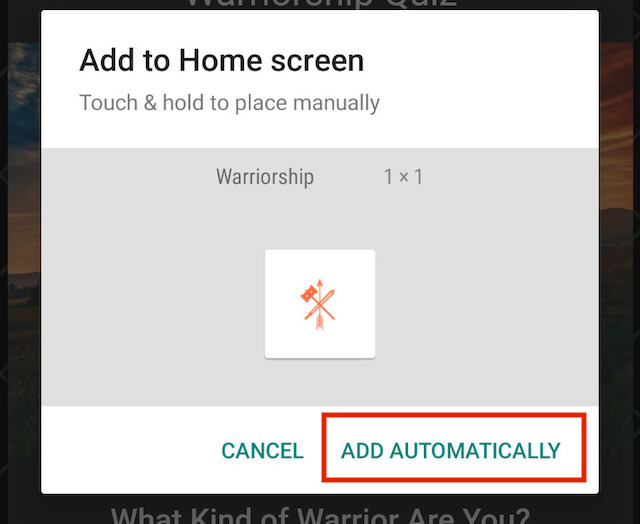 Warriorship Quiz
Add to Home screen
Touch & hold to place manually
Warriorship 1 × 1
CANCEL ADD AUTOMATICALLY
What Kind of Warrior Are You?